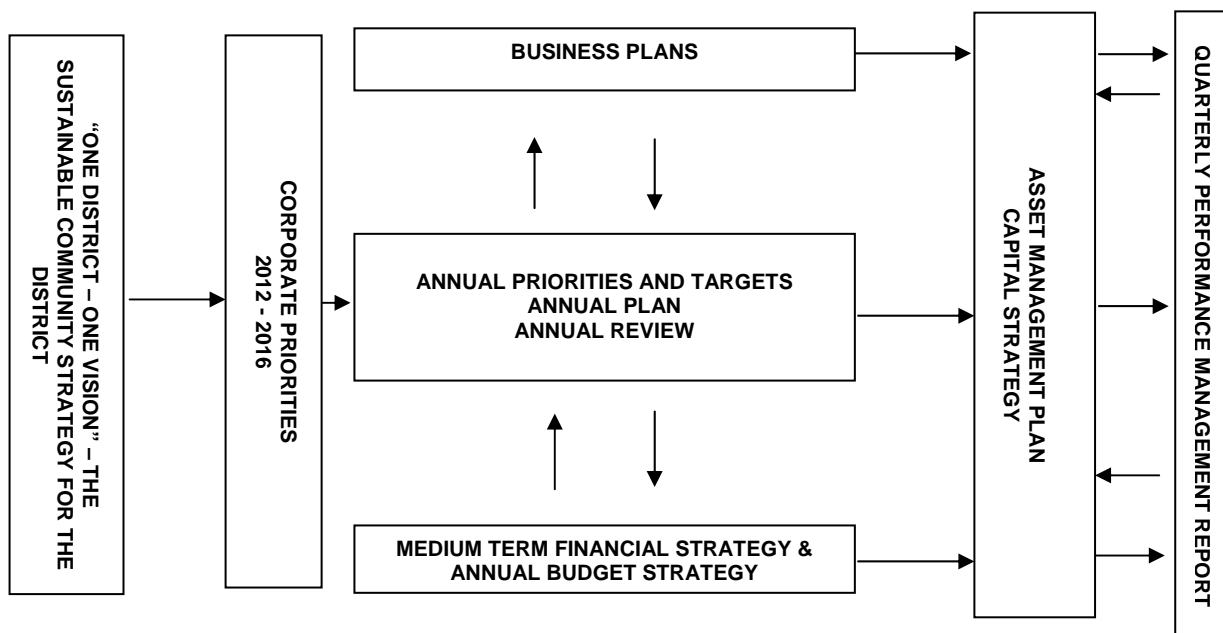 “ONE DISTRICT – ONE VISION” – THE
SUSTAINABLE COMMUNITY STRATEGY FOR THE
DISTRICT
CORPORATE PRIORITIES
2012 - 2016
BUSINESS PLANS
ANNUAL PRIORITIES AND TARGETS
ANNUAL PLAN
ANNUAL REVIEW
MEDIUM TERM FINANCIAL STRATEGY &
ANNUAL BUDGET STRATEGY
ASSET MANAGEMENT PLAN
CAPITAL STRATEGY
QUARTERLY PERFORMANCE MANAGEMENT REPORT